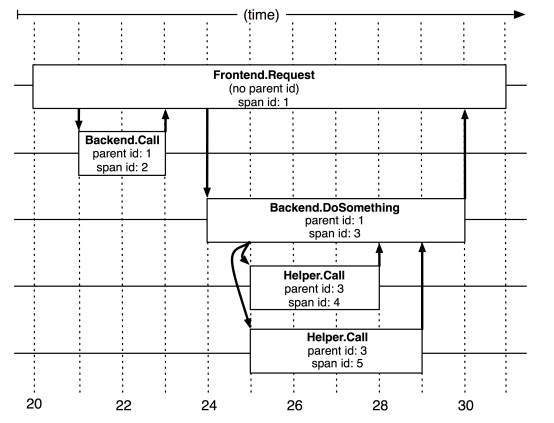 (time)
Frontend.Request
(no parent id)
span id: 1
Backend.Call
parent id: 1
span id: 2
Backend.DoSomething
parent id: 1
span id: 3
Helper.Call
parent id: 3
span id: 4
Helper.Call
parent id: 3
span id: 5
20 22 24 26 28 30